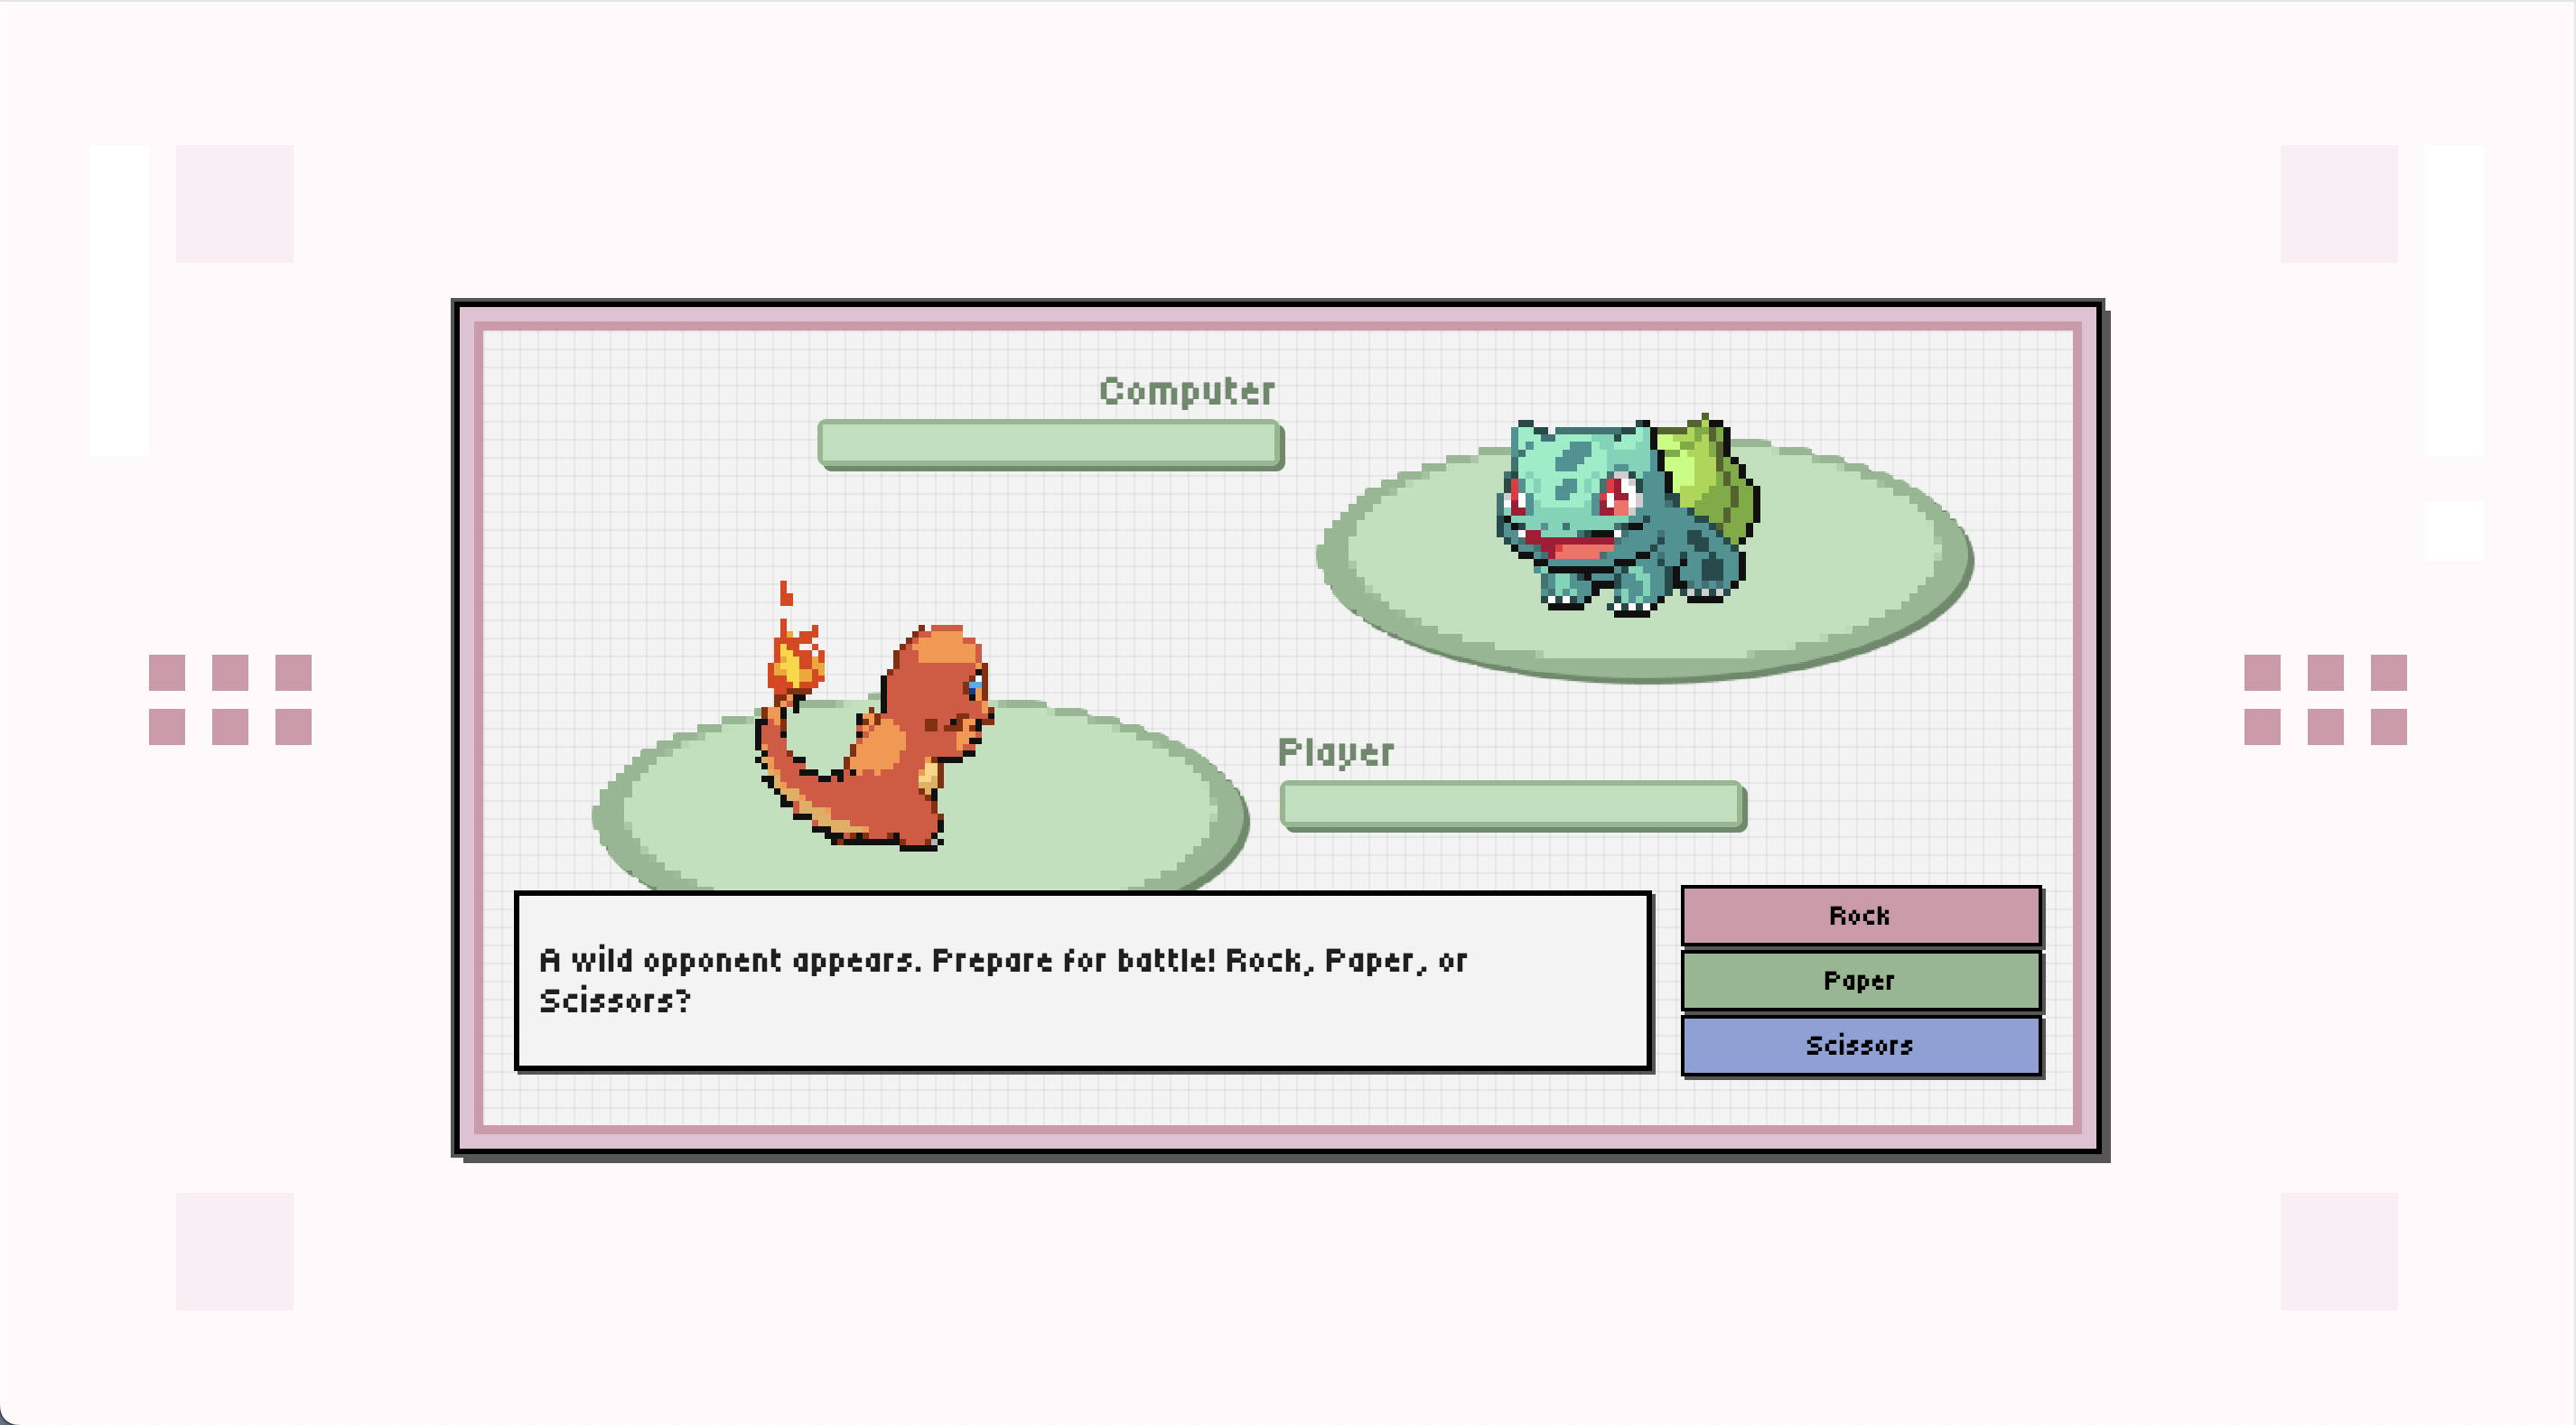 Computer
Player
A wild opponent appears. Prepare for battle! Rock, Paper, or
Scissors?
Rock
Paper
Scissors